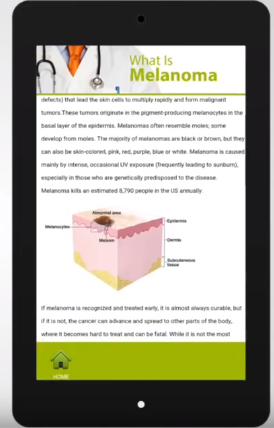 What Is
Melanoma
defects) that lead the skin cells to multiply rapidly and form malignant
tumors.These tumors originate in the pigment-producing melanocytes in the
basal layer of the epidermis. Melanomas often resemble moles; some
develop from moles. The majority of melanomas are black or brown, but they
can also be skin-colored, pink, red, purple, blue or white. Melanoma is caused
mainly by intense, occasional UV exposure (frequently leading to sunburn),
especially in those who are genetically predisposed to the disease.
Melanoma kills an estimated 8,790 people in the US annually.
Abnormal area
Melanocytes
Melanin
Epidermis
Dermis
Subcutaneous
tissue
If melanoma is recognized and treated early, it is almost always curable, but
if it is not, the cancer can advance and spread to other parts of the body,
where it becomes hard to treat and can be fatal. While it is not the most
HOME